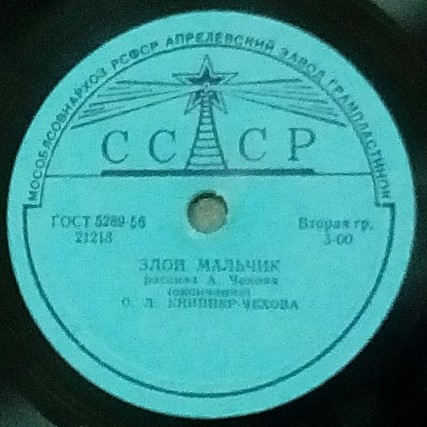 МОСОБЛСОВНАРХОЗ РСФСР АПРЕЛЕВСКИЙ ЗАВОД ГРАМПЛАСТИНОК
СССР
ГОСТ 5289-56
21213
Вторая гр.
3-00
ЗЛОЙ МАЛЬЧИК
рассказ А. Чехова
(окончание)
О. Л. КНИППЕР-ЧЕХОВА